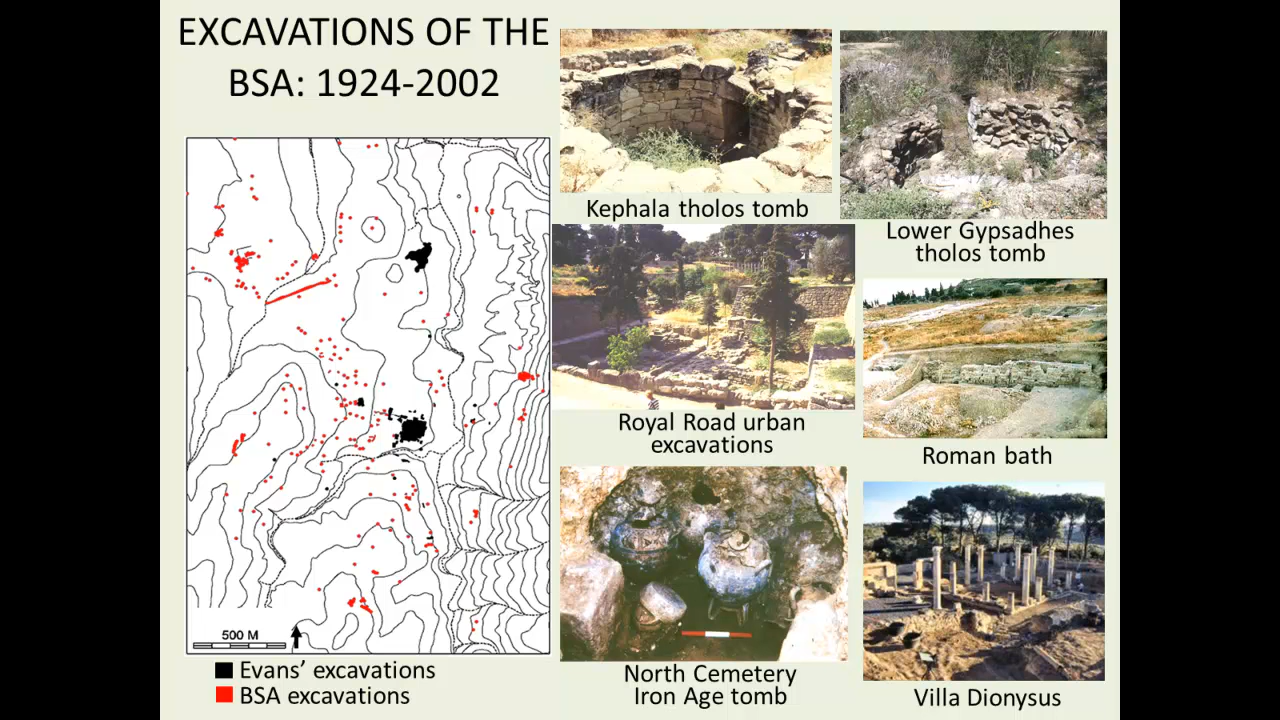 EXCAVATIONS OF THE
BSA: 1924-2002
500 M
Evans’ excavations
BSA excavations
Kephala tholos tomb
Lower Gypsadhes
tholos tomb
Royal Road urban
excavations
Roman bath
North Cemetery
Iron Age tomb
Villa Dionysus